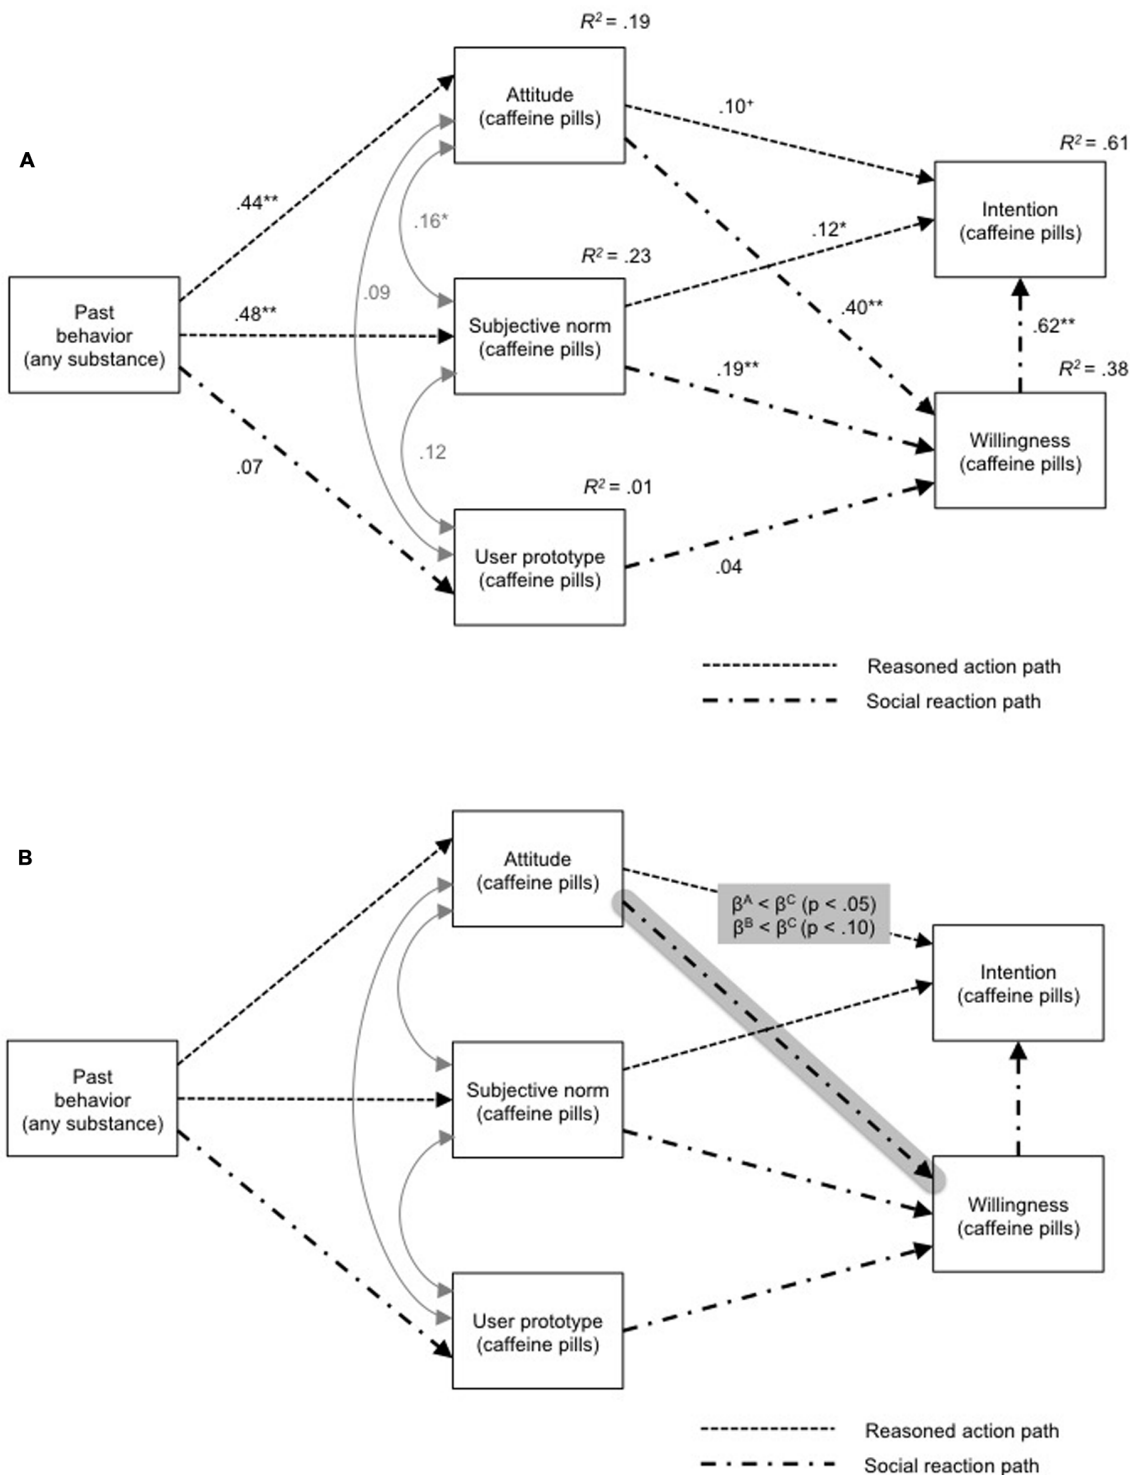 R² = .19
Attitude
(caffeine pills)
.10⁺
A
R² = .61
.44**
Intention
(caffeine pills)
.16*
.12*
R² = .23
.09
Past
behavior
(any substance)
.48**
Subjective norm
(caffeine pills)
.40**
.62**
.19**
R² = .38
.07
.12
Willingness
(caffeine pills)
R² = .01
User prototype
(caffeine pills)
.04
Reasoned action path
Social reaction path
B
Attitude
(caffeine pills)
βᴬ < βᶜ (p < .05)
βᴮ < βᶜ (p < .10)
Intention
(caffeine pills)
Past
behavior
(any substance)
Subjective norm
(caffeine pills)
Willingness
(caffeine pills)
User prototype
(caffeine pills)
Reasoned action path
Social reaction path